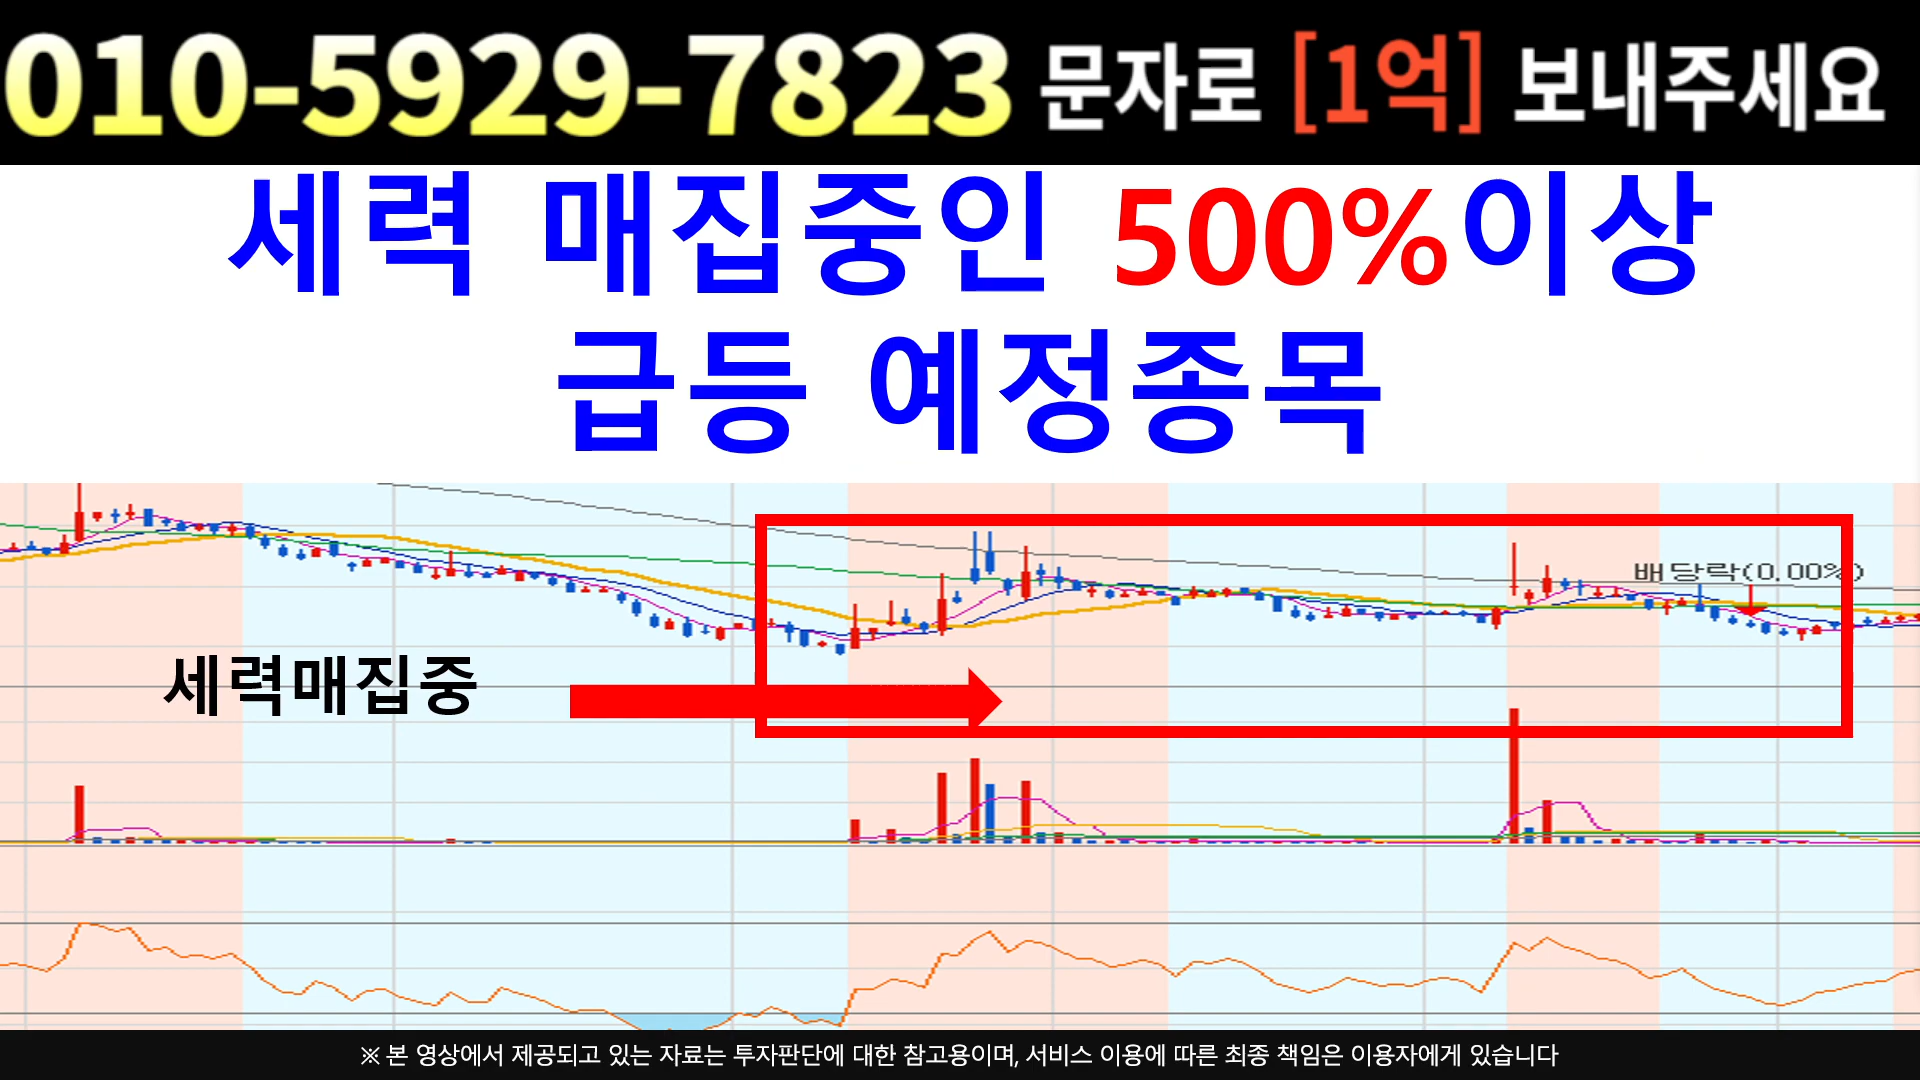 010-5929-7823 문자로 [1억] 보내주세요
세력 매집중인 500%이상
급등 예정종목
배당락(0.00%)
세력매집중
※ 본 영상에서 제공되고 있는 자료는 투자판단에 대한 참고용이며, 서비스 이용에 따른 최종 책임은 이용자에게 있습니다